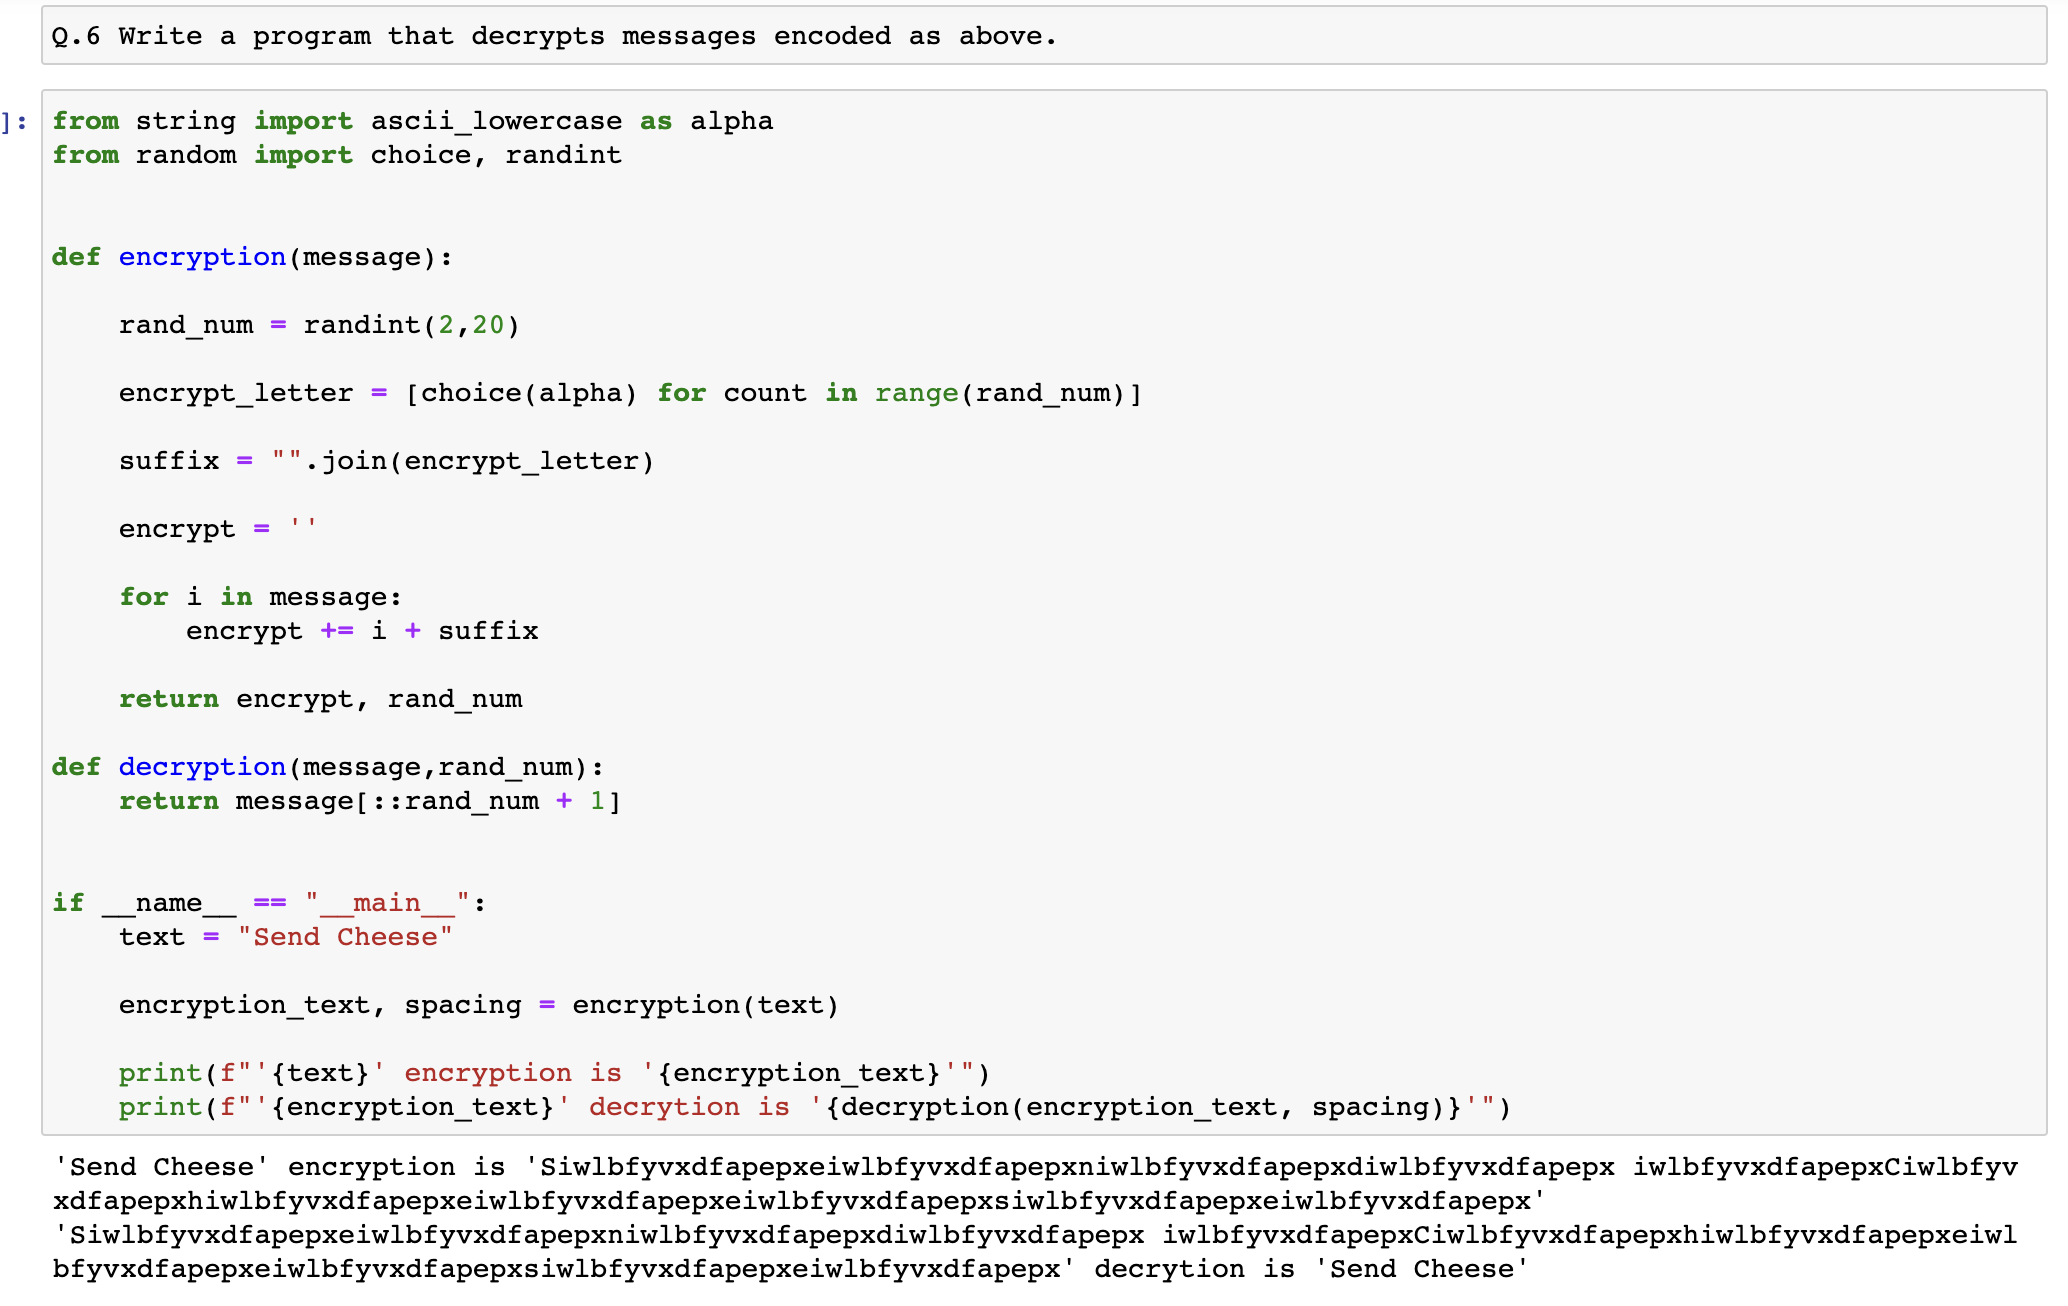 Q.6 Write a program that decrypts messages encoded as above.
]:
from string import ascii_lowercase as alpha
from random import choice, randint
def encryption(message):
    rand_num = randint(2,20)
    encrypt_letter = [choice(alpha) for count in range(rand_num)]
    suffix = "".join(encrypt_letter)
    encrypt = ''
    for i in message:
        encrypt += i + suffix
    return encrypt, rand_num
def decryption(message,rand_num):
    return message[::rand_num + 1]
if __name__ == "__main__":
    text = "Send Cheese"
    encryption_text, spacing = encryption(text)
    print(f"'{text}' encryption is '{encryption_text}'")
    print(f"'{encryption_text}' decrytion is '{decryption(encryption_text, spacing)}'")
'Send Cheese' encryption is 'Siwlbfyvxdfapepxeiwlbfyvxdfapepxniwlbfyvxdfapepxdiwlbfyvxdfapepx iwlbfyvxdfapepxCiwlbfyv
xdfapepxhiwlbfyvxdfapepxeiwlbfyvxdfapepxeiwlbfyvxdfapepxsiwlbfyvxdfapepxeiwlbfyvxdfapepx'
'Siwlbfyvxdfapepxeiwlbfyvxdfapepxniwlbfyvxdfapepxdiwlbfyvxdfapepx iwlbfyvxdfapepxCiwlbfyvxdfapepxhiwlbfyvxdfapepxeiwl
bfyvxdfapepxeiwlbfyvxdfapepxsiwlbfyvxdfapepxeiwlbfyvxdfapepx' decrytion is 'Send Cheese'